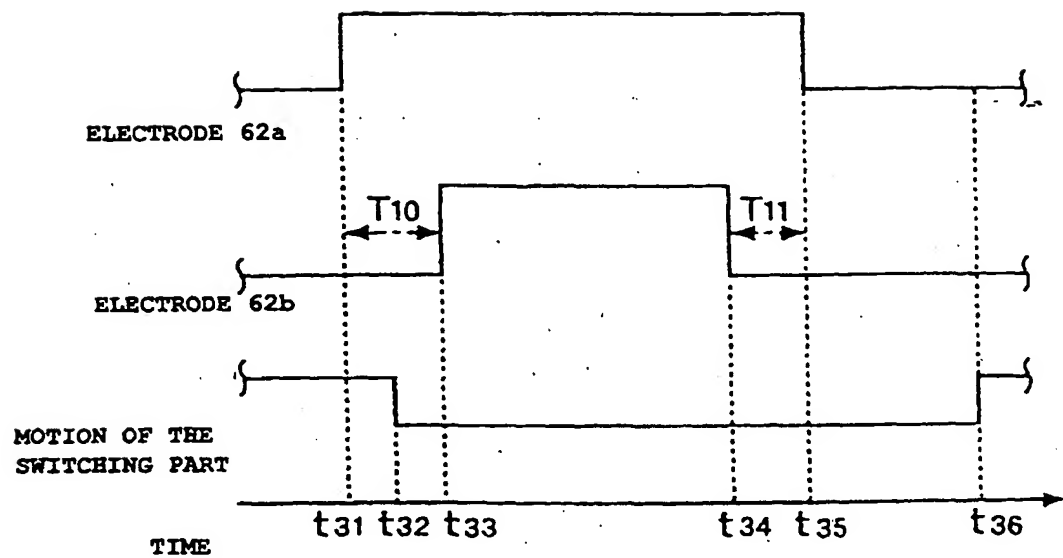 ELECTRODE 62a
T10
T11
ELECTRODE 62b
MOTION OF THE
SWITCHING PART
t31 t32 t33 t34 t35 t36
TIME